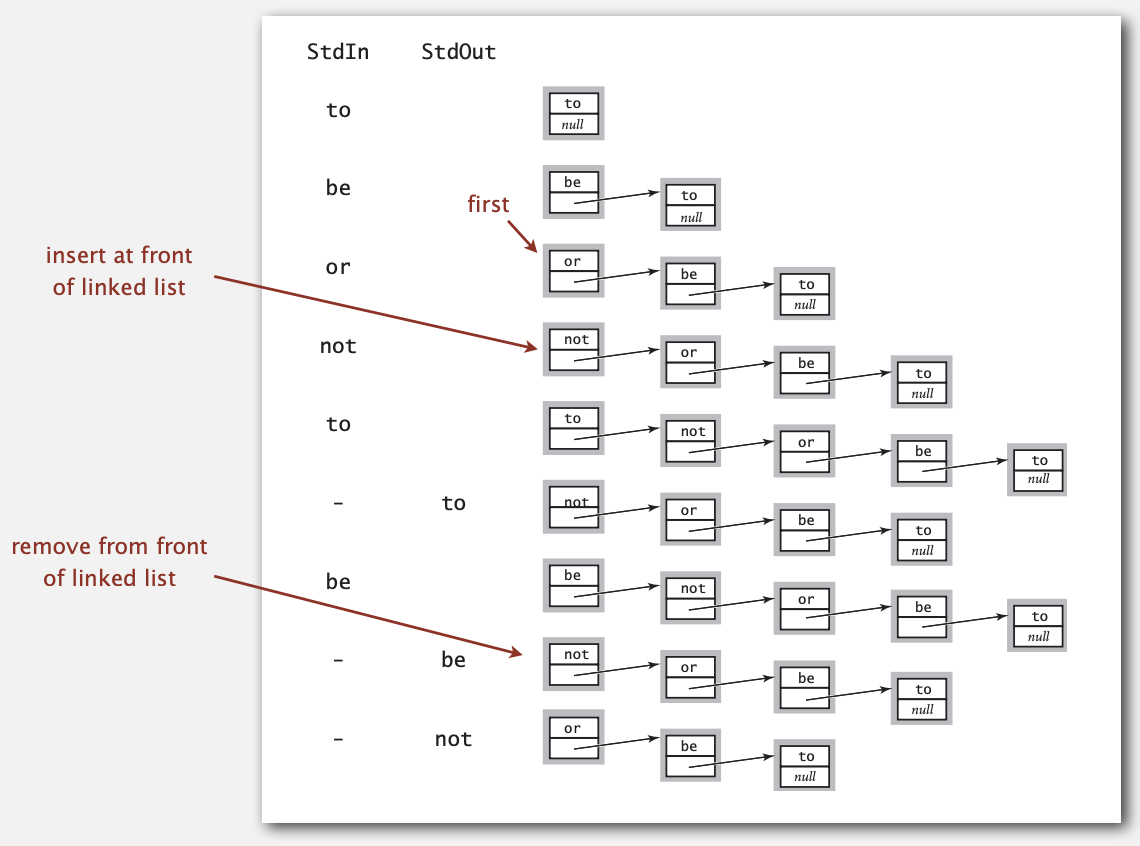 StdIn StdOut
to
to
null
be
be
to
null
first
insert at front
of linked list
or
or
be
to
null
not
not
or
be
to
null
to
to
not
or
be
to
null
– to
not
or
be
to
null
remove from front
of linked list
be
be
not
or
be
to
null
– be
not
or
be
to
null
– not
or
be
to
null